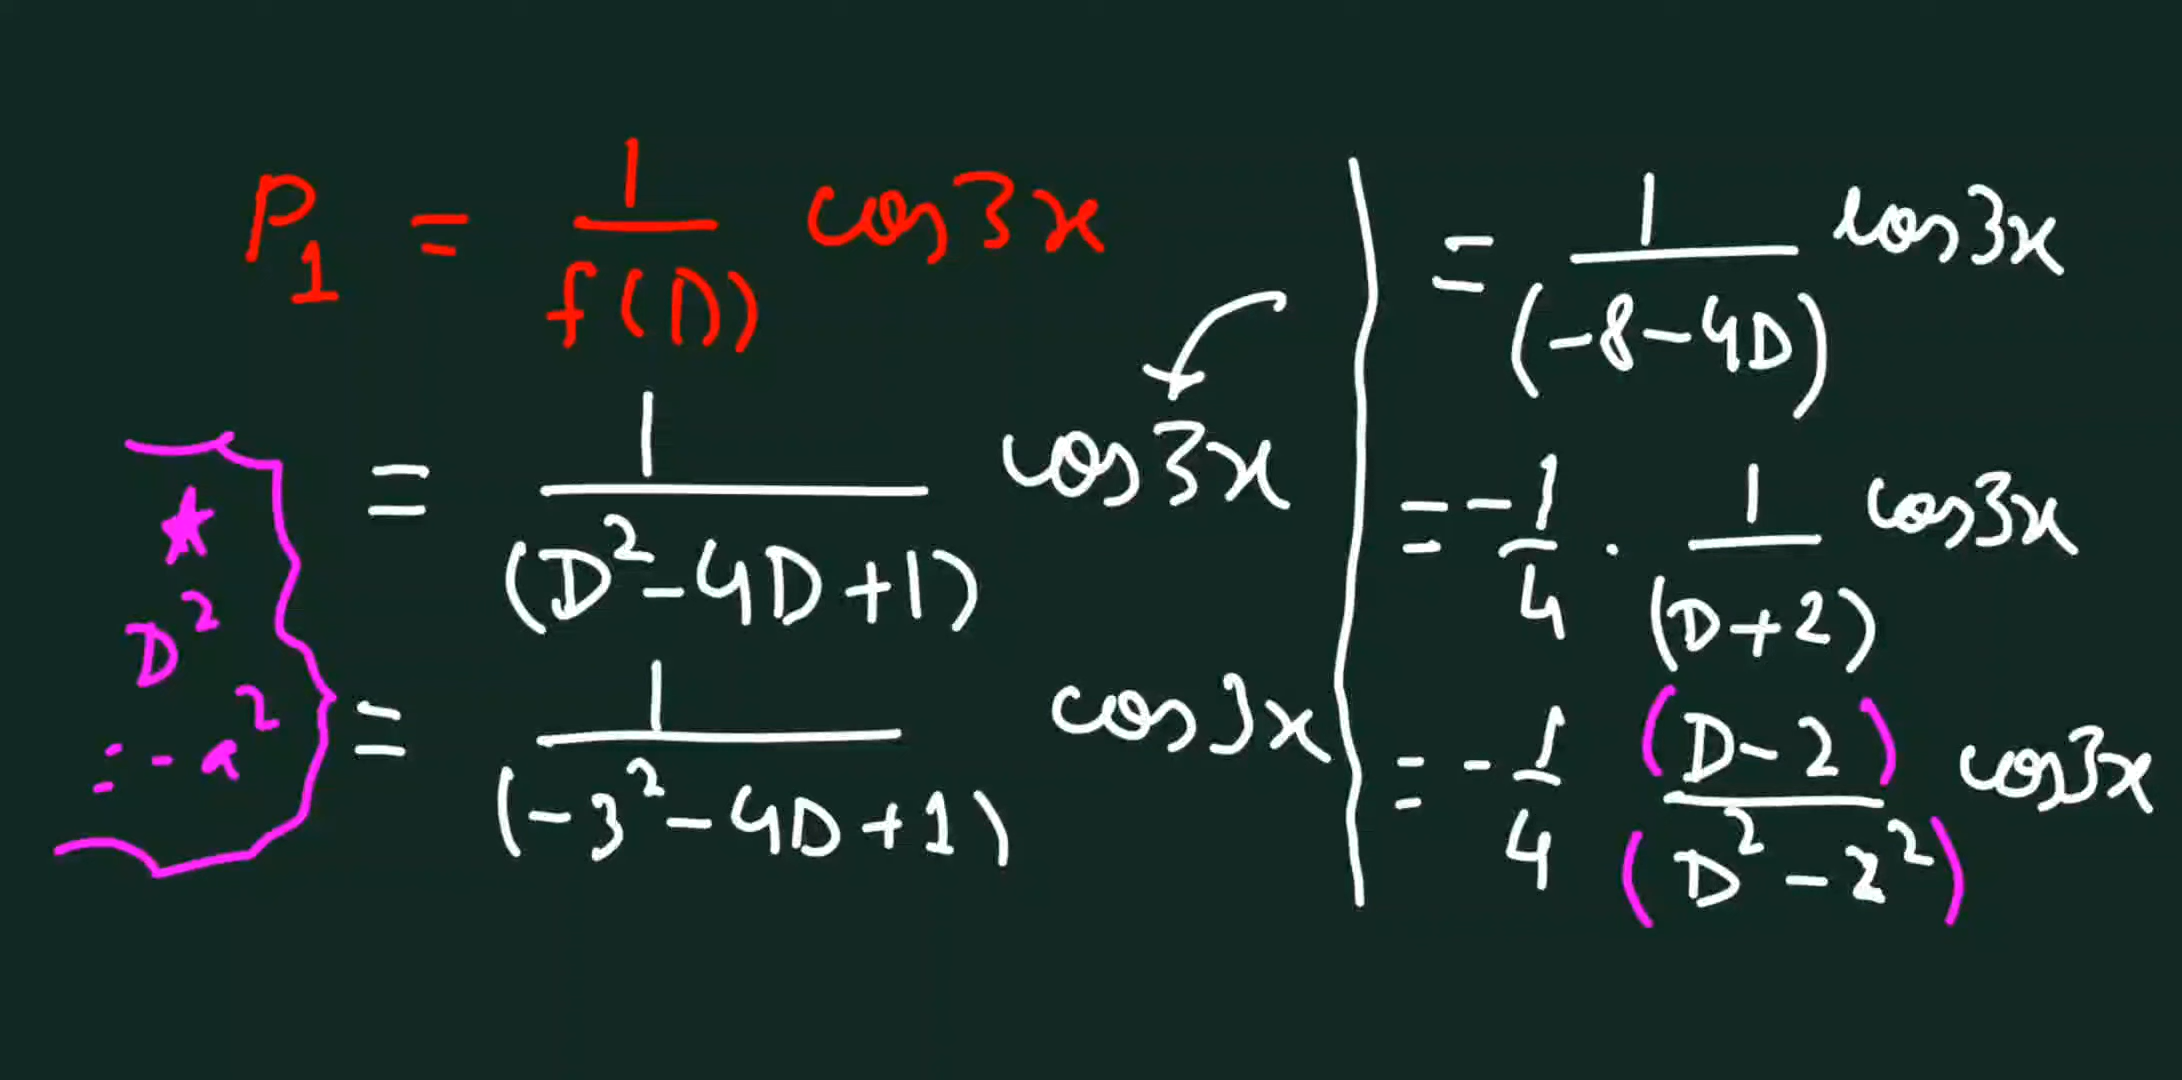 P₁ = 1/f(D) cos3x
= 1/(D²-4D+1) cos3x
★
D²
= -a²
= 1/(-3²-4D+1) cos3x
= 1/(-8-4D) cos3x
= -1/4 · 1/(D+2) cos3x
= -1/4 (D-2)/(D²-2²) cos3x